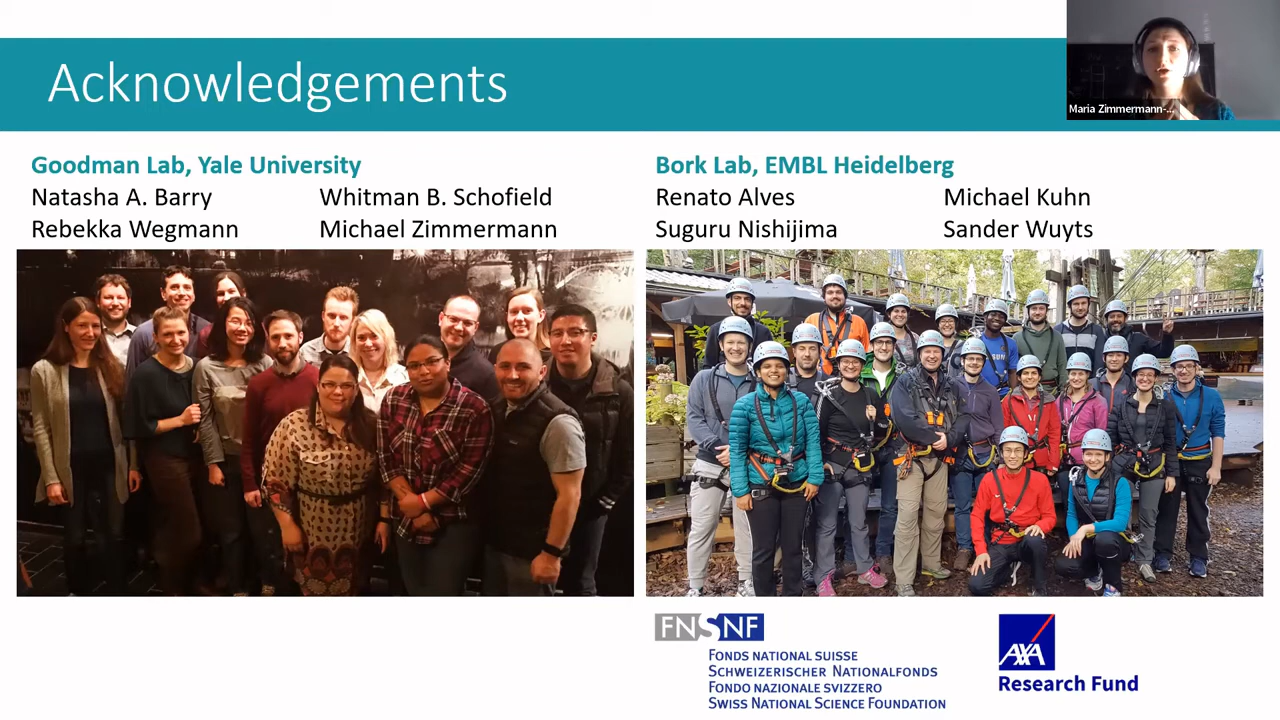 Acknowledgements
Maria Zimmermann-...
Goodman Lab, Yale University
Natasha A. Barry
Whitman B. Schofield
Rebekka Wegmann
Michael Zimmermann
Bork Lab, EMBL Heidelberg
Renato Alves
Michael Kuhn
Suguru Nishijima
Sander Wuyts
FNSNF
FONDS NATIONAL SUISSE
SCHWEIZERISCHER NATIONALFONDS
FONDO NAZIONALE SVIZZERO
SWISS NATIONAL SCIENCE FOUNDATION
AXA
Research Fund